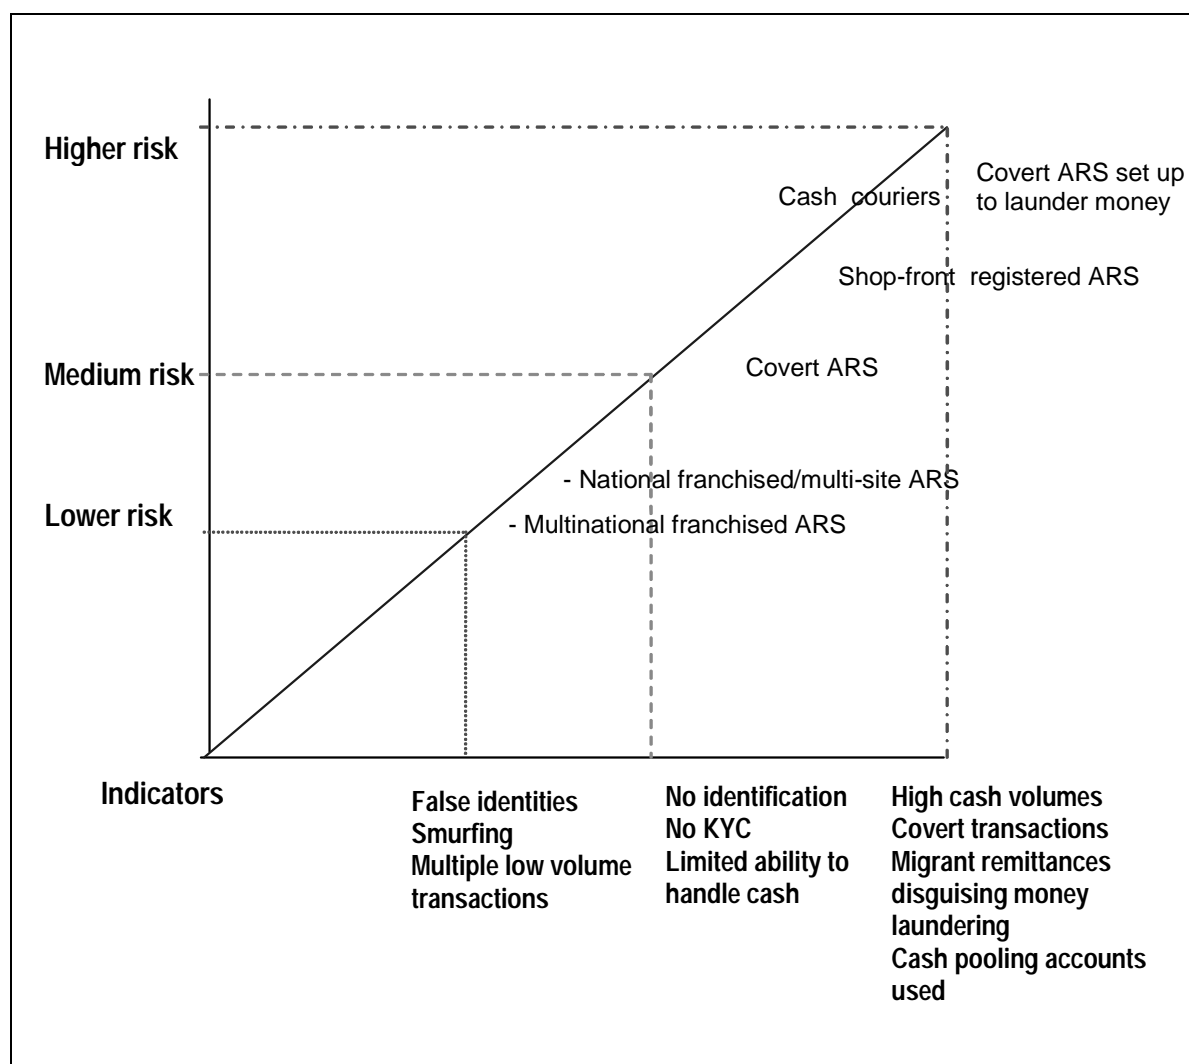 Higher risk
Covert ARS set up
to launder money
Cash couriers
Shop-front registered ARS
Medium risk
Covert ARS
- National franchised/multi-site ARS
Lower risk
- Multinational franchised ARS
Indicators
False identities
Smurfing
Multiple low volume
transactions
No identification
No KYC
Limited ability to
handle cash
High cash volumes
Covert transactions
Migrant remittances
disguising money
laundering
Cash pooling accounts
used